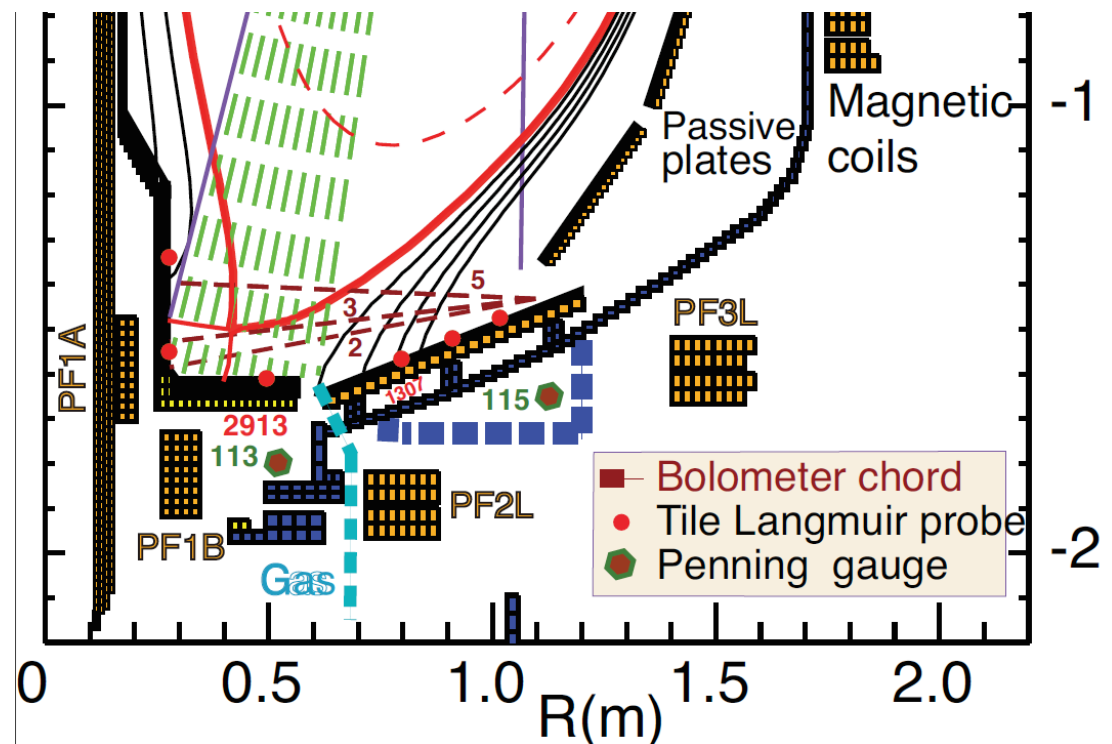 -1
Magnetic
coils
Passive
plates
5
3
2
PF3L
PF1A
1307
115
2913
113
PF2L
PF1B
Gas
Bolometer chord
Tile Langmuir probe
Penning gauge
-2
0
0.5
1.0
1.5
2.0
R(m)